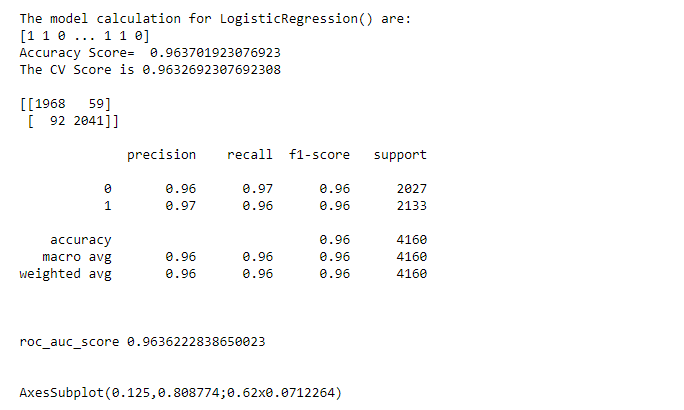 The model calculation for LogisticRegression() are:
[1 1 0 ... 1 1 0]
Accuracy Score=  0.963701923076923
The CV Score is 0.9632692307692308
[[1968   59]
 [  92 2041]]
              precision    recall  f1-score   support
           0       0.96      0.97      0.96      2027
           1       0.97      0.96      0.96      2133
    accuracy                           0.96      4160
   macro avg       0.96      0.96      0.96      4160
weighted avg       0.96      0.96      0.96      4160
roc_auc_score 0.9636222838650023
AxesSubplot(0.125,0.808774;0.62x0.0712264)